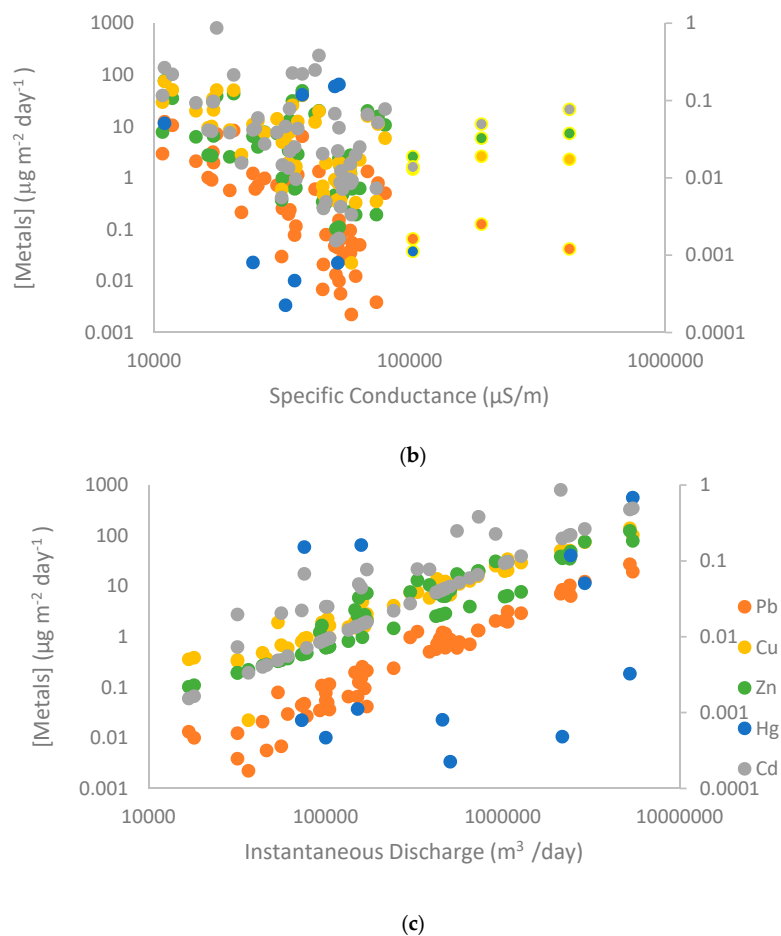 1000
100
10
1
0.1
0.01
0.001
[Metals] (µg m⁻² day⁻¹ )
1
0.1
0.01
0.001
0.0001
10000 100000 1000000
Specific Conductance (µS/m)
(b)
1000
100
10
1
0.1
0.01
0.001
[Metals] (µg m⁻² day⁻¹ )
1
0.1
0.01
0.001
0.0001
Pb
Cu
Zn
Hg
Cd
10000 100000 1000000 10000000
Instantaneous Discharge (m³ /day)
(c)